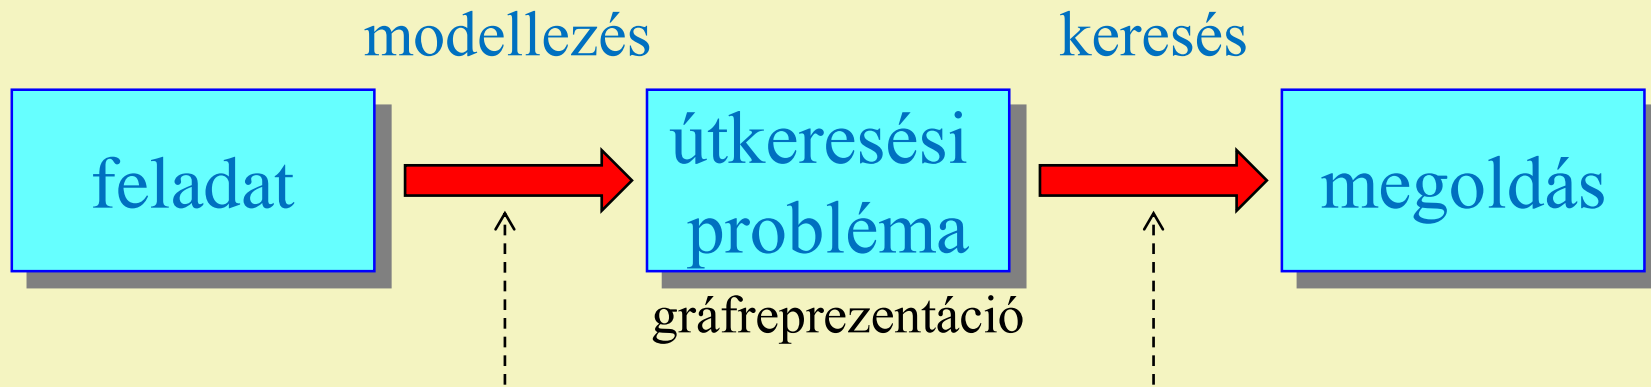 modellezés
keresés
feladat
útkeresési
probléma
megoldás
gráfreprezentáció